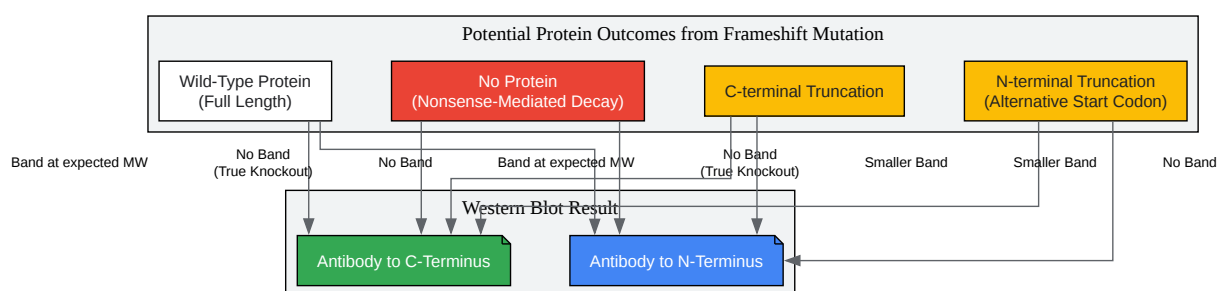 Potential Protein Outcomes from Frameshift Mutation
Wild-Type Protein
(Full Length)
No Protein
(Nonsense-Mediated Decay)
C-terminal Truncation
N-terminal Truncation
(Alternative Start Codon)
Band at expected MW
No Band
(True Knockout)
No Band
Band at expected MW
No Band
(True Knockout)
Smaller Band
Smaller Band
No Band
Western Blot Result
Antibody to C-Terminus
Antibody to N-Terminus